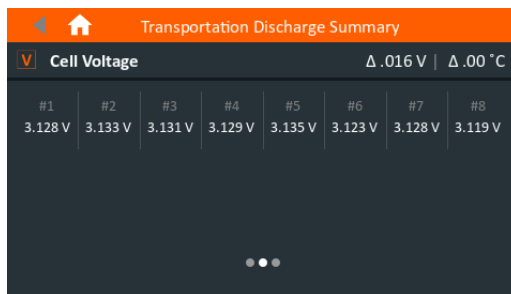 Transportation Discharge Summary
V Cell Voltage Δ .016 V | Δ .00 °C
#1 #2 #3 #4 #5 #6 #7 #8
3.128 V 3.133 V 3.131 V 3.129 V 3.135 V 3.123 V 3.128 V 3.119 V